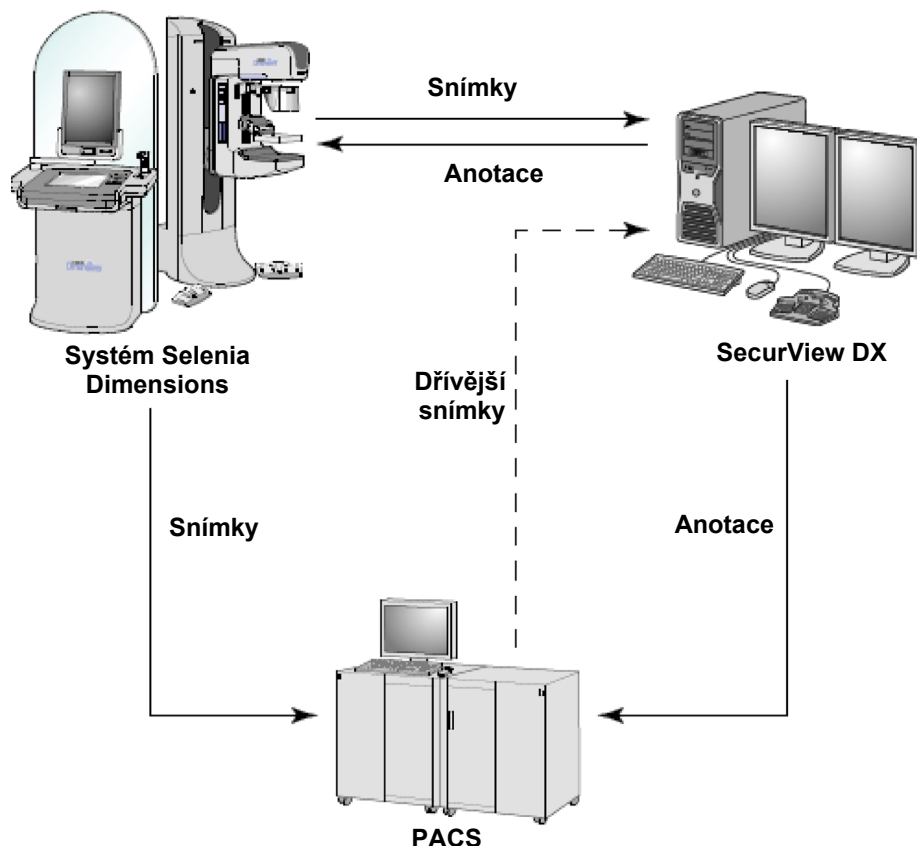 Snímky
Anotace
Systém Selenia
Dimensions
SecurView DX
Dřívější
snímky
Snímky
Anotace
PACS